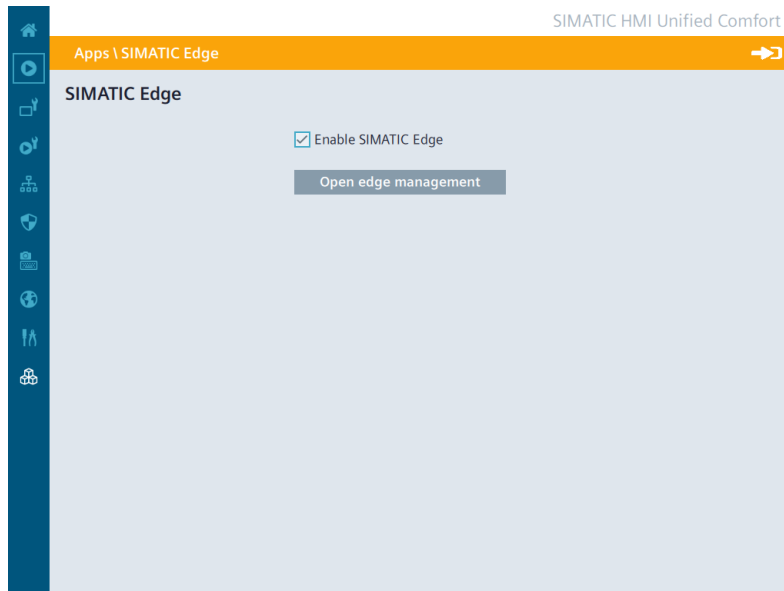 SIMATIC HMI Unified Comfort
Apps \ SIMATIC Edge
SIMATIC Edge
Enable SIMATIC Edge
Open edge management